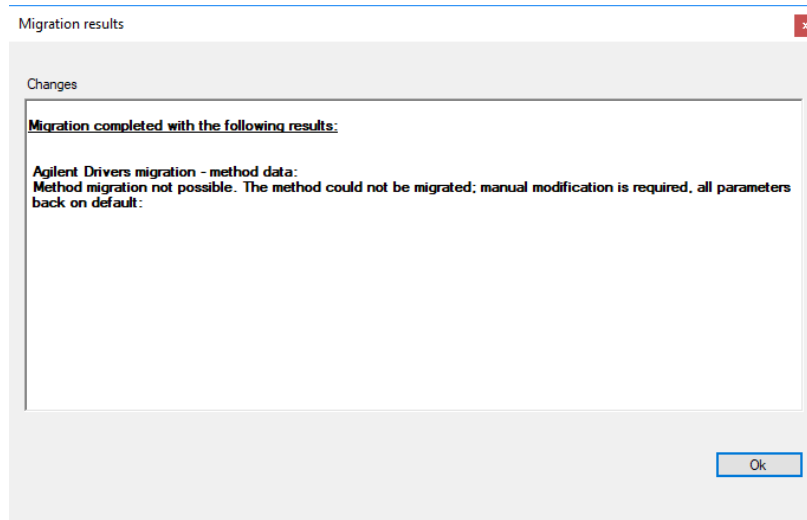 Migration results
x
Changes
Migration completed with the following results:
Agilent Drivers migration - method data:
Method migration not possible. The method could not be migrated; manual modification is required, all parameters
back on default:
Ok